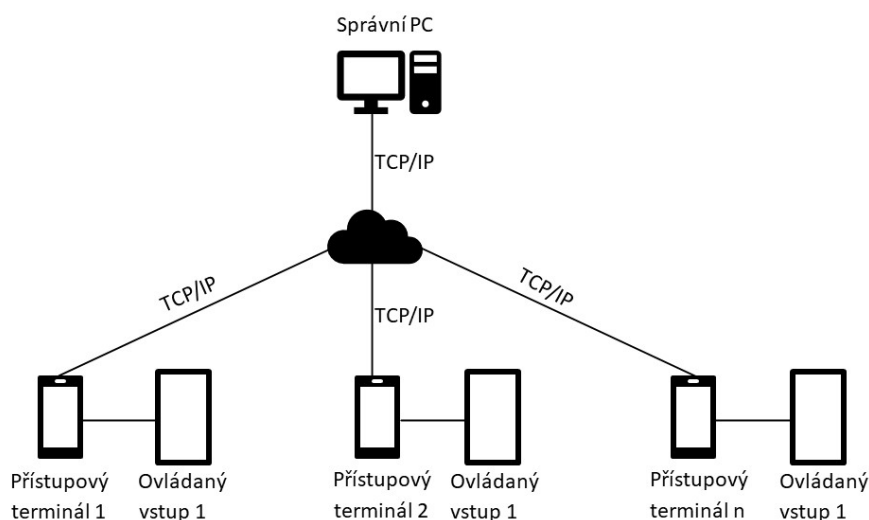 Správní PC
TCP/IP
TCP/IP
TCP/IP
TCP/IP
Přístupový
terminál 1
Ovládaný
vstup 1
Přístupový
terminál 2
Ovládaný
vstup 1
Přístupový
terminál n
Ovládaný
vstup 1